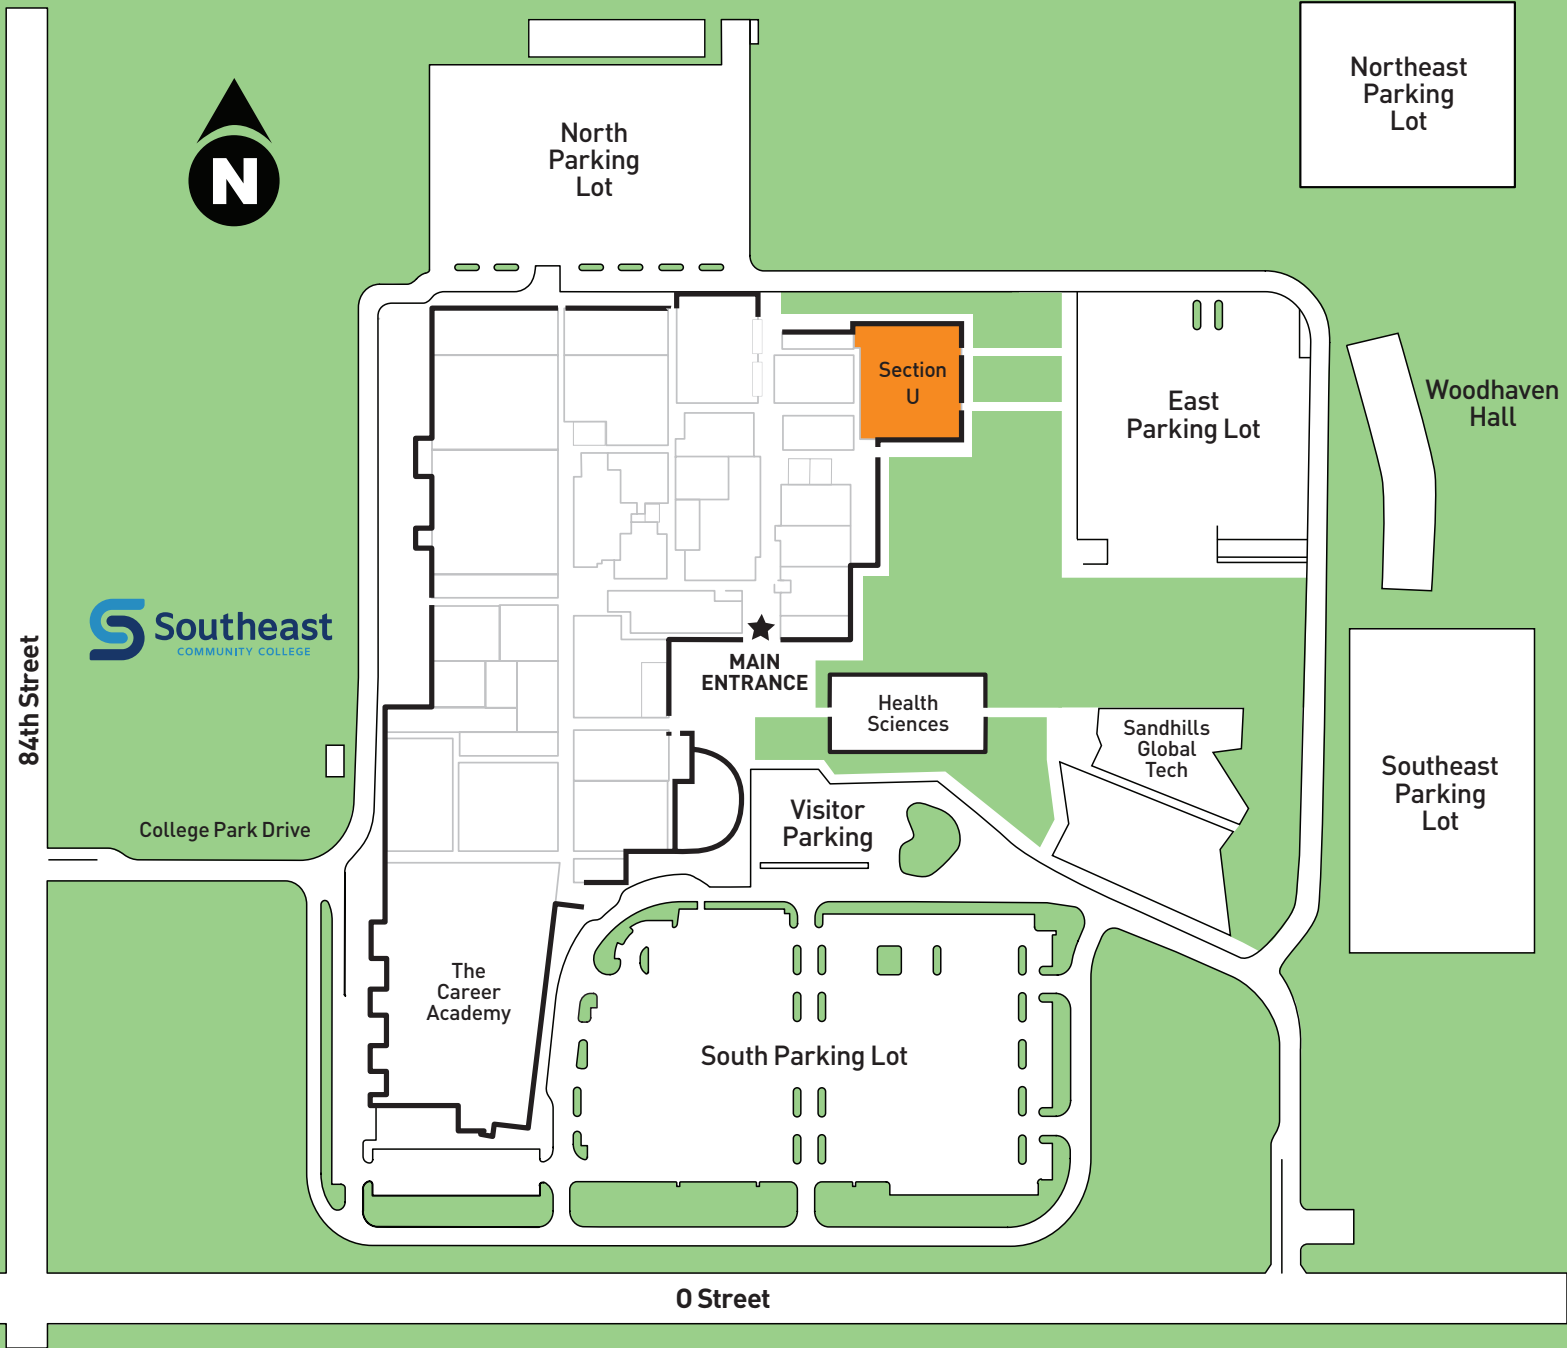 Northeast
Parking
Lot
North
Parking
Lot
N
Section
U
East
Parking Lot
Woodhaven
Hall
Southeast
COMMUNITY COLLEGE
84th Street
MAIN
ENTRANCE
Health
Sciences
Sandhills
Global
Tech
Southeast
Parking
Lot
Visitor
Parking
College Park Drive
The
Career
Academy
South Parking Lot
O Street